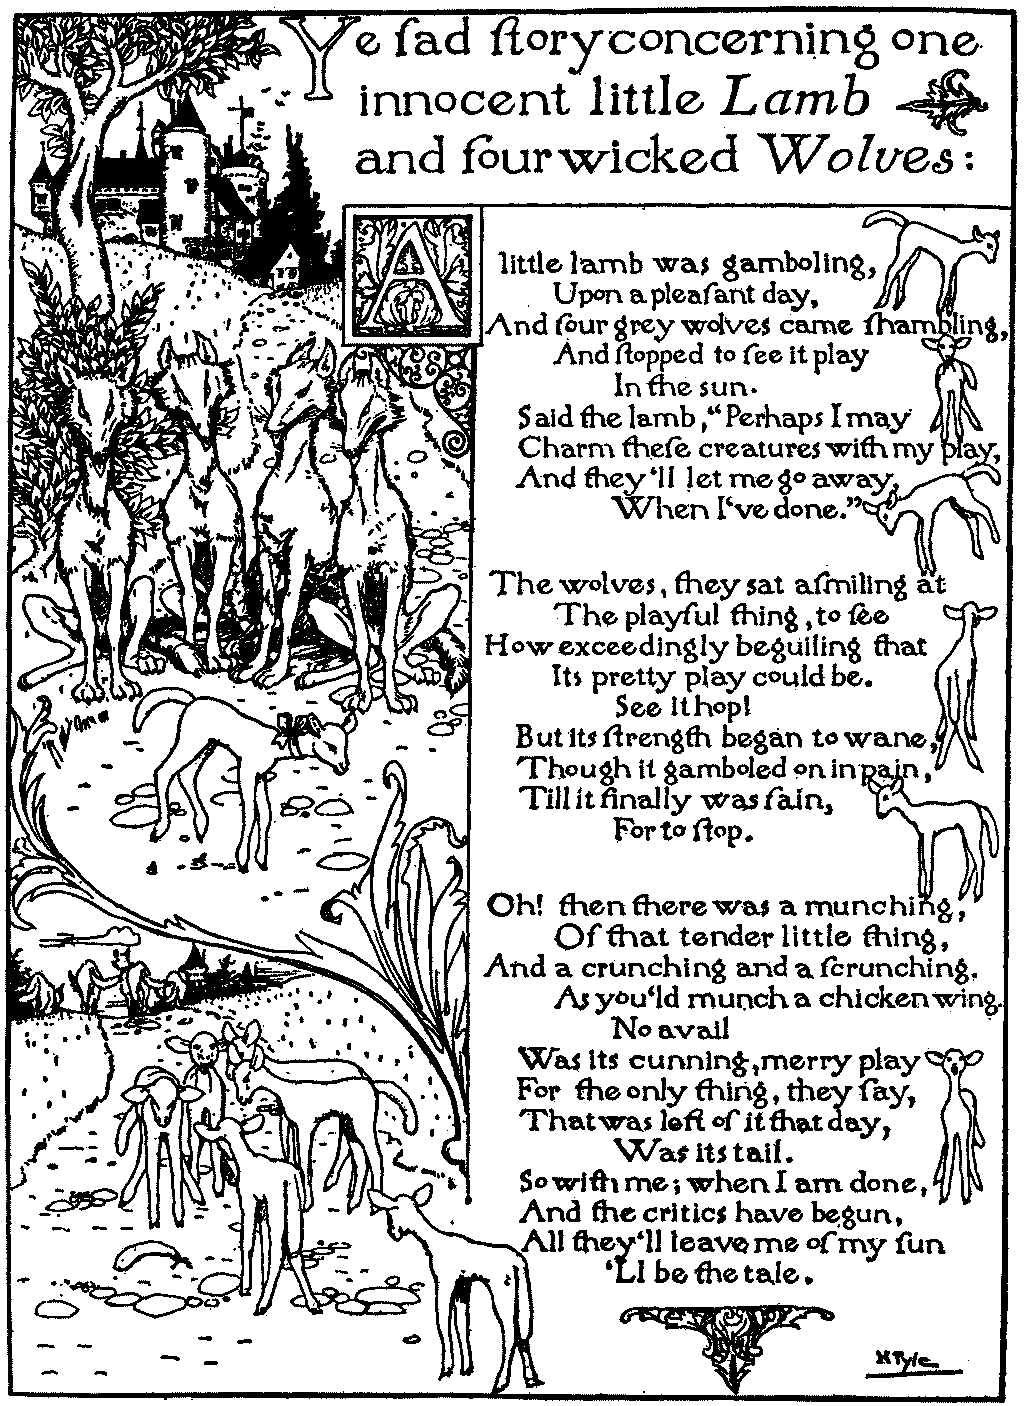 Ye ſad ſtory concerning one
innocent little Lamb
and four wicked Wolves:
A
little lamb was gamboling,
Upon a pleaſant day,
And four grey wolves came ſhambling,
And ſtopped to ſee it play
In the sun.
Said the lamb, “Perhaps I may
Charm theſe creatures with my play,
And they‘ll let me go away,
When I‘ve done.”
The wolves, they sat aſmiling at
The playful thing, to ſee
How exceedingly beguiling that
Its pretty play could be.
See it hop!
But its ſtrength began to wane,
Though it gamboled on in pain,
Till it finally was fain,
For to ſtop.
Oh! then there was a munching,
Of that tender little thing,
And a crunching and a ſcrunching.
As you‘ld munch a chicken wing.
No avail
Was its cunning, merry play
For the only thing, they ſay,
That was left of it that day,
Was its tail.
So with me; when I am done,
And the critics have begun,
All they‘ll leave me of my fun
‘Ll be the tale.
H Pyle